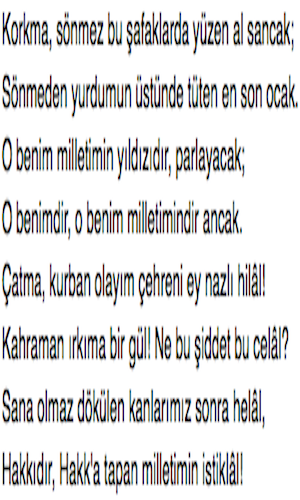 Korkma, sönmez bu şafaklarda yüzen al sancak;
Sönmeden yurdumun üstünde tüten en son ocak.
O benim milletimin yıldızıdır, parlayacak;
O benimdir, o benim milletimindir ancak.
Çatma, kurban olayım çehreni ey nazlı hilâl!
Kahraman ırkıma bir gül! Ne bu şiddet bu celâl?
Sana olmaz dökülen kanlarımız sonra helâl,
Hakkıdır, Hakk'a tapan milletimin istiklâl!